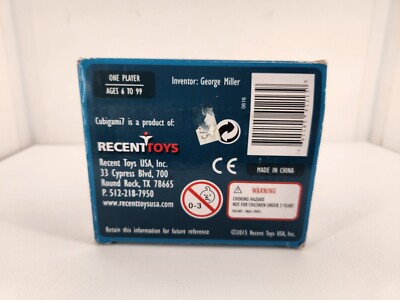 ONE PLAYER
AGES 6 TO 99
Inventor: George Miller
0616
Cubigami7 is a product of:
RECENTTOYS
Recent Toys USA, Inc.
33 Cypress Blvd, 700
Round Rock, TX 78665
P. 512-218-7950
www.recenttoysusa.com
CE
MADE IN CHINA
0-3
WARNING
CHOKING HAZARD
NOT FOR CHILDREN UNDER 3 YEARS.
Retain this information for future reference
©2015 Recent Toys USA, Inc.